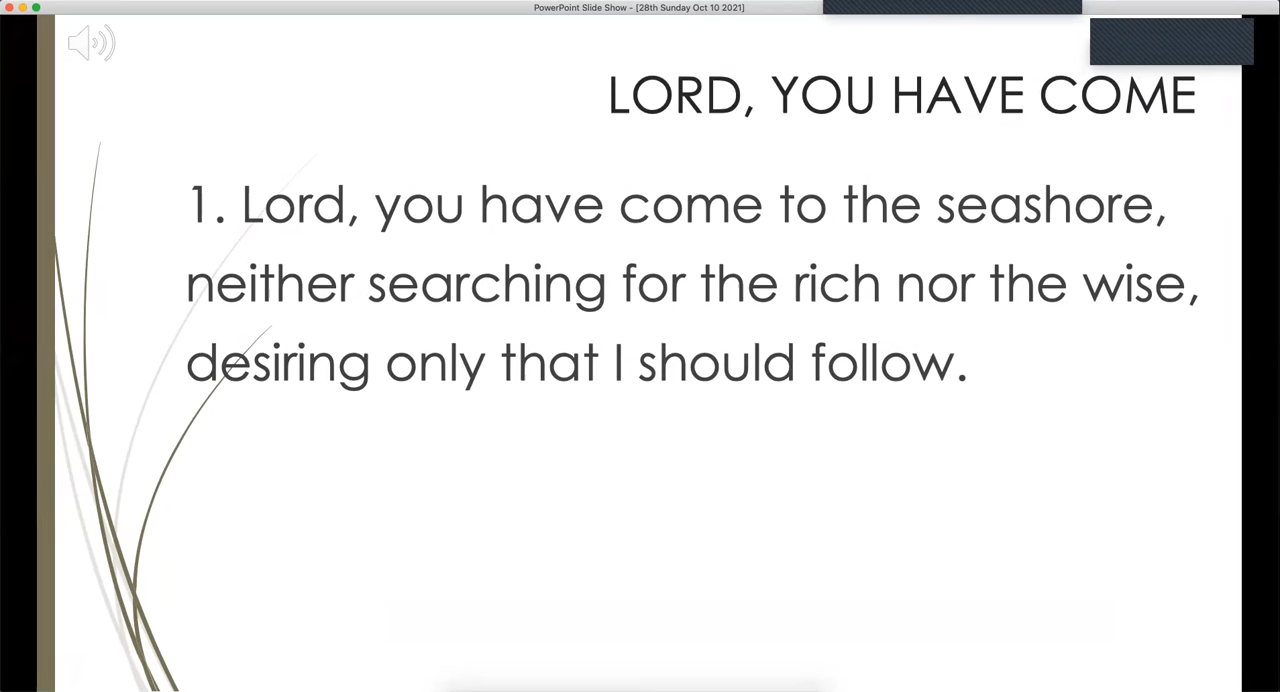 PowerPoint Slide Show - [28th Sunday Oct 10 2021]
LORD, YOU HAVE COME
1. Lord, you have come to the seashore,
neither searching for the rich nor the wise,
desiring only that I should follow.